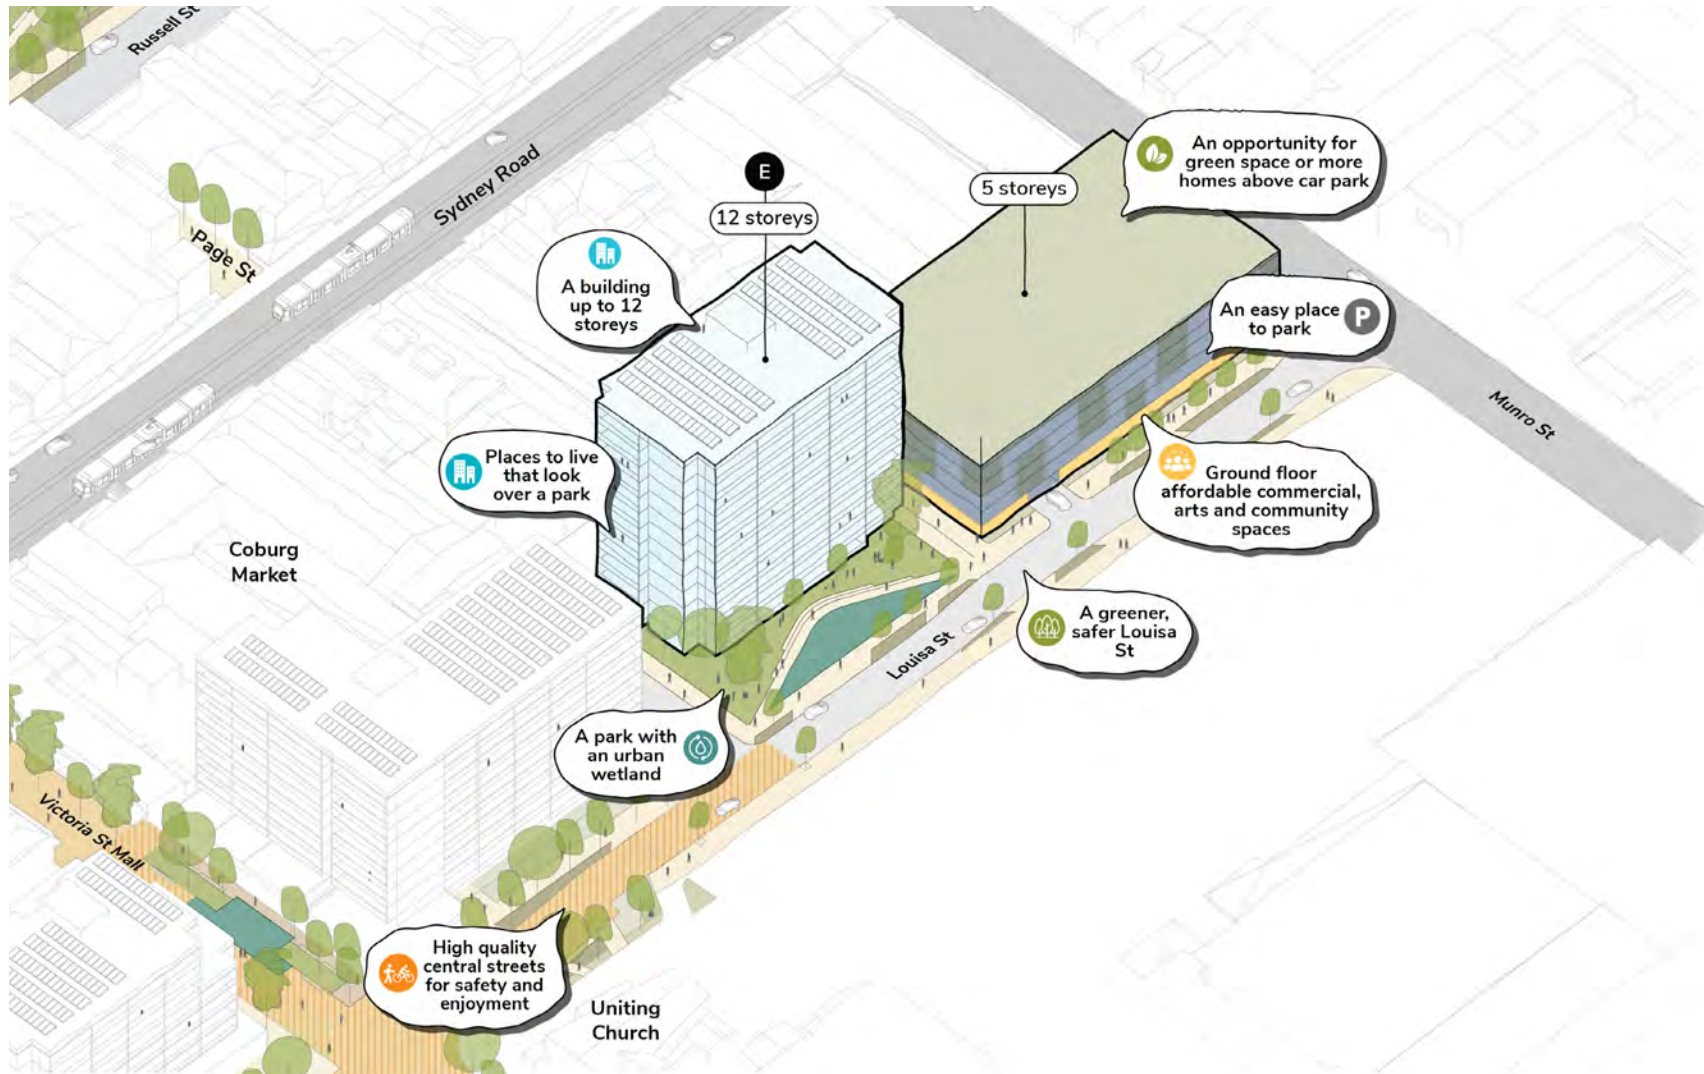 Russell St
Sydney Road
Page St
E
12 storeys
5 storeys
An opportunity for
green space or more
homes above car park
A building
up to 12
storeys
An easy place
to park
P
Munro St
Places to live
that look
over a park
Ground floor
affordable commercial,
arts and community
spaces
Coburg
Market
A greener,
safer Louisa
St
Louisa St
A park with
an urban
wetland
Victoria St Mall
High quality
central streets
for safety and
enjoyment
Uniting
Church